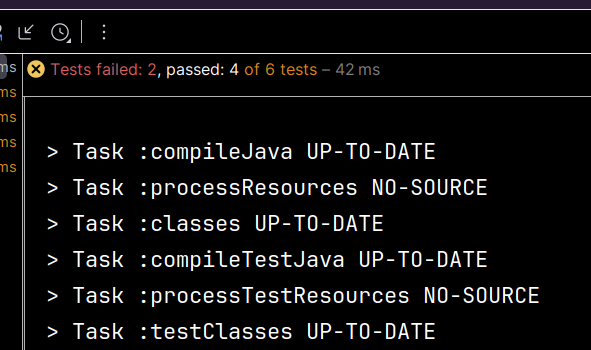 Tests failed: 2, passed: 4 of 6 tests – 42 ms
ms
ms
ms
ms
ms
> Task :compileJava UP-TO-DATE
> Task :processResources NO-SOURCE
> Task :classes UP-TO-DATE
> Task :compileTestJava UP-TO-DATE
> Task :processTestResources NO-SOURCE
> Task :testClasses UP-TO-DATE